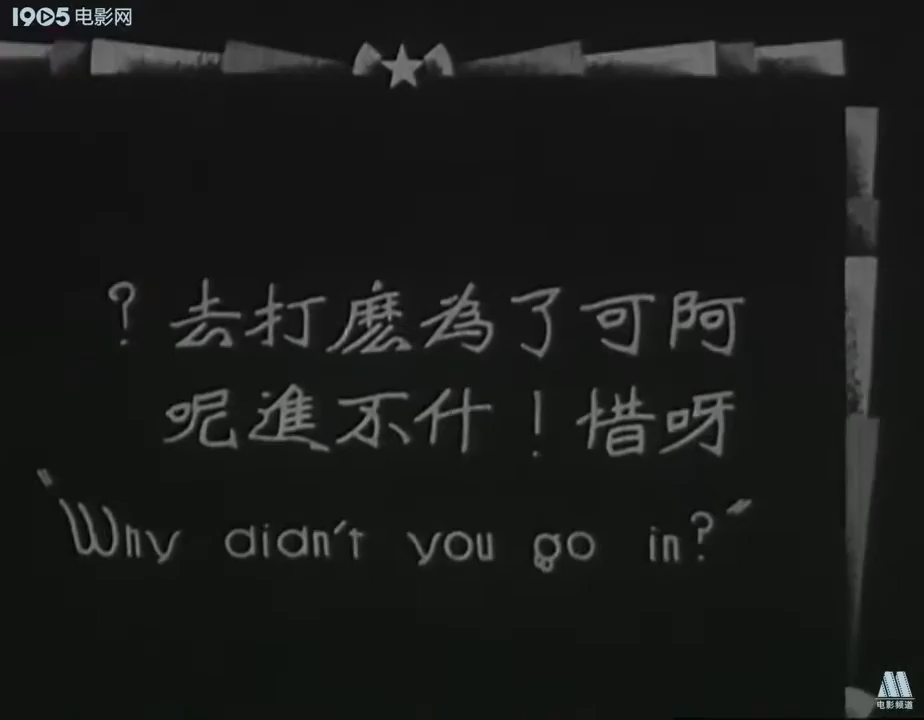 1905电影网
阿呀
可惜
了！
為什
麽不
打進
去呢
？
"Why didn't you go in?"
电影频道